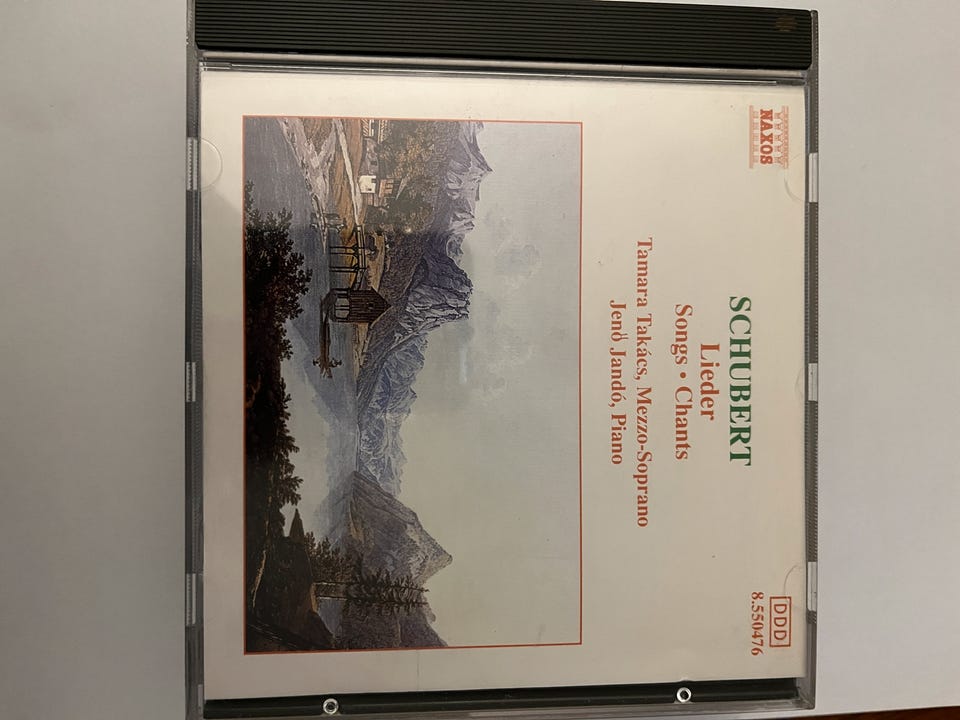 NAXOS
DDD
8.550476
SCHUBERT
Lieder
Songs • Chants
Tamara Takács, Mezzo-Soprano
Jenő Jandó, Piano